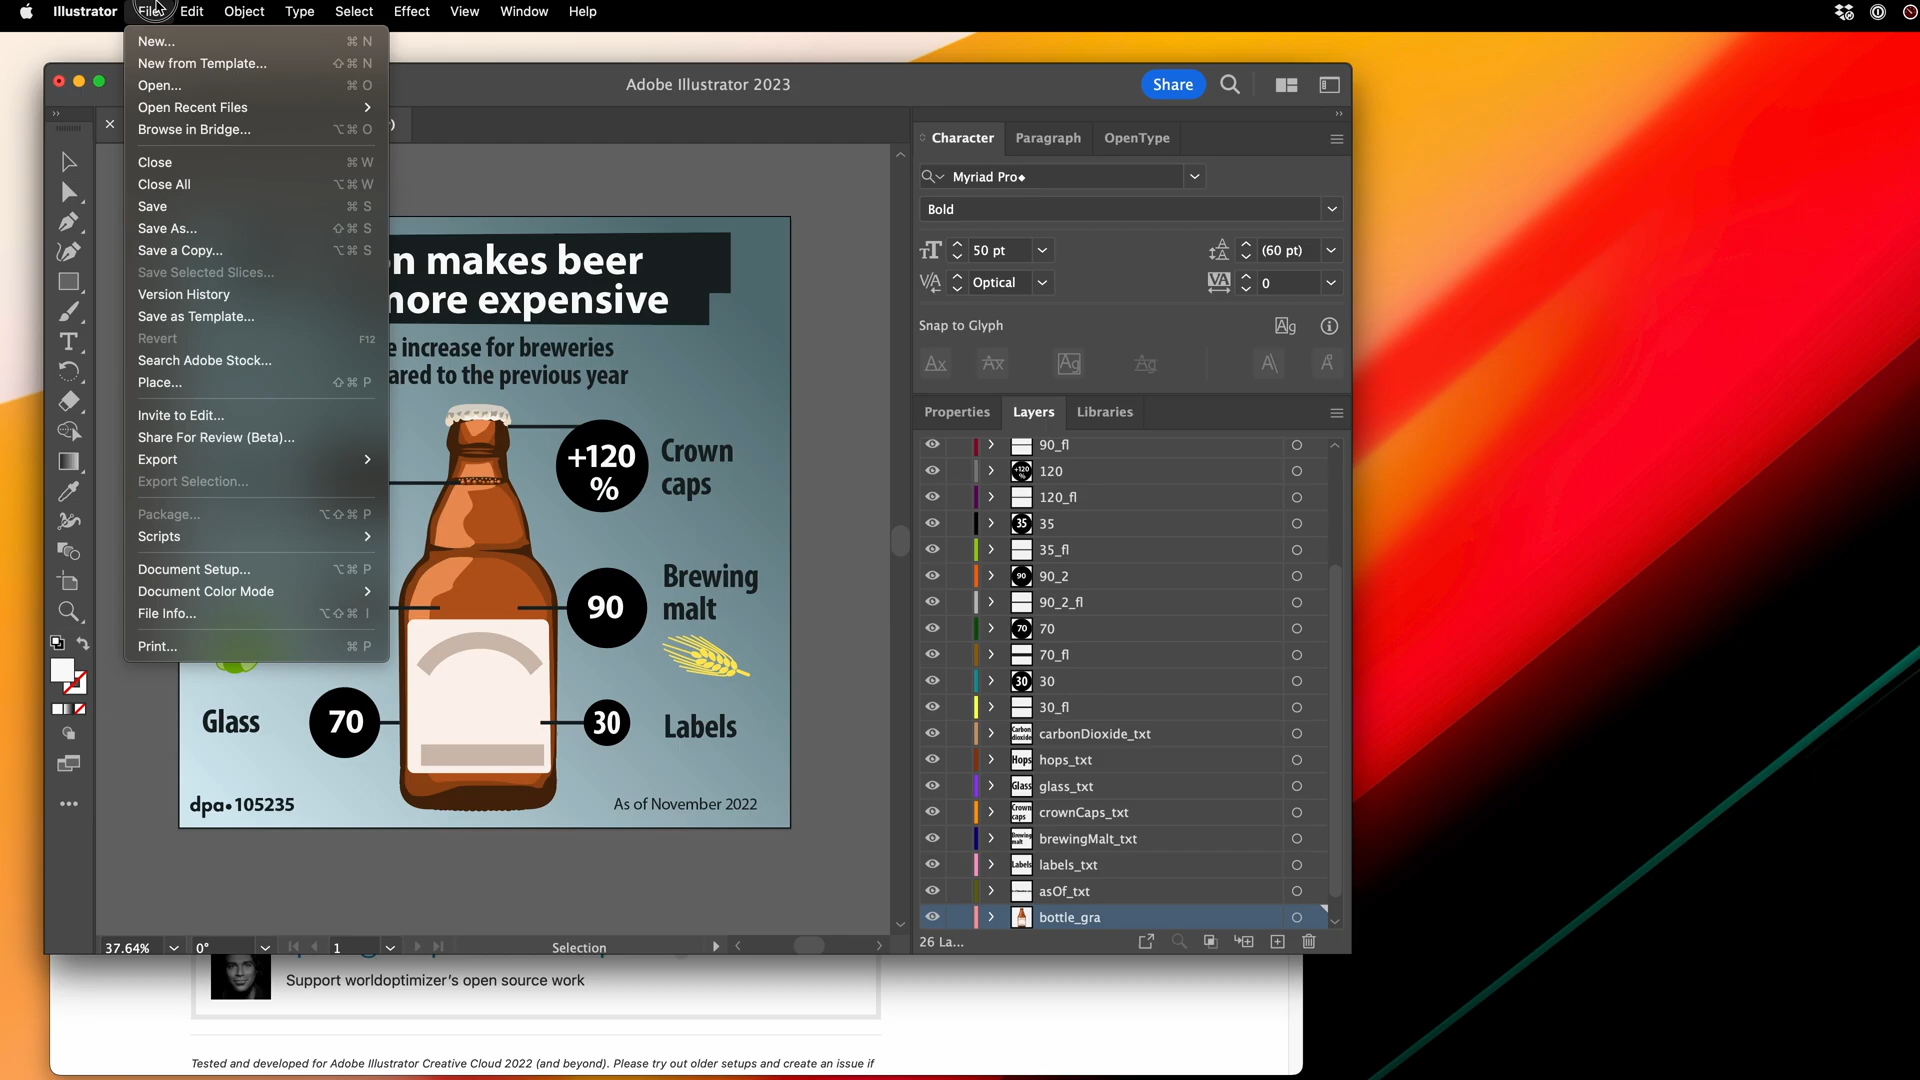 Illustrator File Edit Object Type Select Effect View Window Help
New... ⌘ N
New from Template... ⇧⌘ N
Open... ⌘ O
Open Recent Files
Browse in Bridge... ⌥⌘ O
Close ⌘ W
Close All ⌥⌘ W
Save ⌘ S
Save As... ⇧⌘ S
Save a Copy... ⌥⌘ S
Save Selected Slices...
Version History
Save as Template...
Revert F12
Search Adobe Stock...
Place... ⇧⌘ P
Invite to Edit...
Share For Review (Beta)...
Export
Export Selection...
Package... ⌥⇧⌘ P
Scripts
Document Setup... ⌥⌘ P
Document Color Mode
File Info... ⌥⇧⌘ I
Print... ⌘ P
Adobe Illustrator 2023
Share
n makes beer
more expensive
increase for breweries
ared to the previous year
+120
%
Crown
caps
90
Brewing
malt
Glass
70
30
Labels
dpa•105235
As of November 2022
37.64%
0°
1
Selection
Character Paragraph OpenType
Myriad Pro
Bold
50 pt
(60 pt)
Optical
0
Snap to Glyph
Properties Layers Libraries
90_fl
+120 % 120
120_fl
35 35
35_fl
90 90_2
90_2_fl
70 70
70_fl
30 30
30_fl
Carbon dioxide carbonDioxide_txt
Hops hops_txt
Glass glass_txt
Crown caps crownCaps_txt
Brewing malt brewingMalt_txt
Labels labels_txt
asOf_txt
bottle_gra
26 La...
Support worldoptimizer's open source work
Tested and developed for Adobe Illustrator Creative Cloud 2022 (and beyond). Please try out older setups and create an issue if